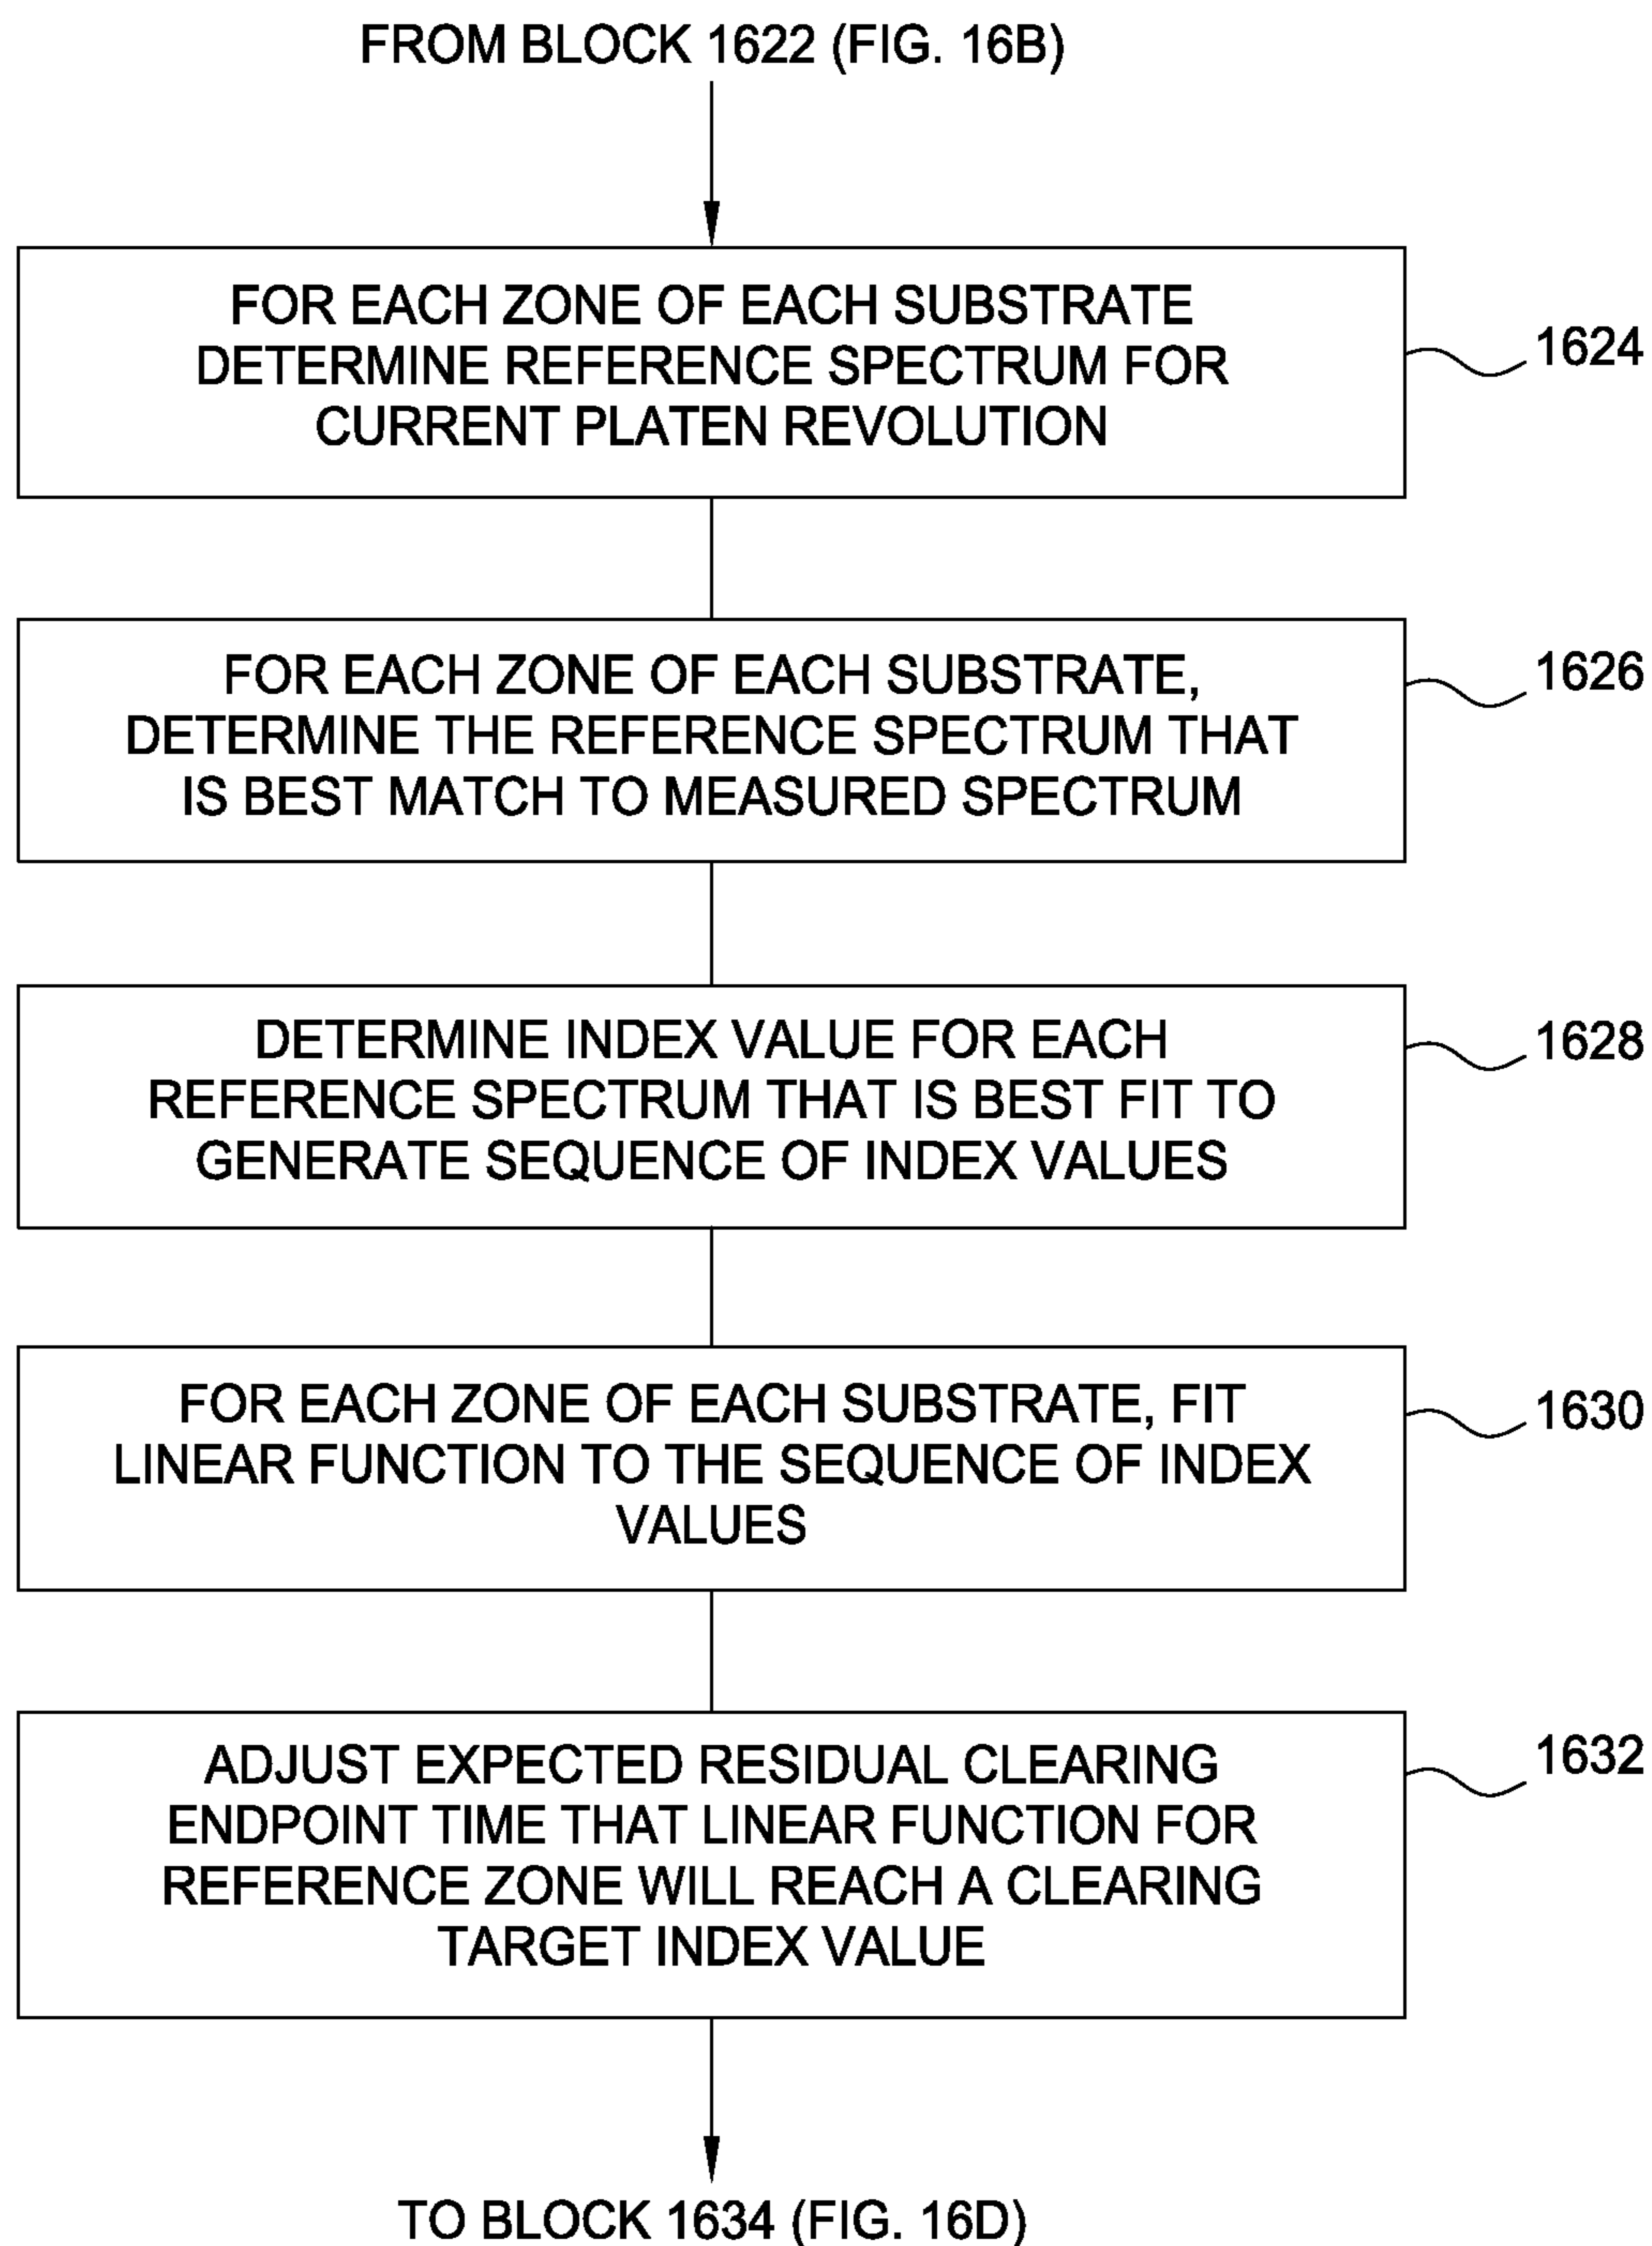 FROM BLOCK 1622 (FIG. 16B)
FOR EACH ZONE OF EACH SUBSTRATE
DETERMINE REFERENCE SPECTRUM FOR
CURRENT PLATEN REVOLUTION
1624
FOR EACH ZONE OF EACH SUBSTRATE,
DETERMINE THE REFERENCE SPECTRUM THAT
IS BEST MATCH TO MEASURED SPECTRUM
1626
DETERMINE INDEX VALUE FOR EACH
REFERENCE SPECTRUM THAT IS BEST FIT TO
GENERATE SEQUENCE OF INDEX VALUES
1628
FOR EACH ZONE OF EACH SUBSTRATE, FIT
LINEAR FUNCTION TO THE SEQUENCE OF INDEX
VALUES
1630
ADJUST EXPECTED RESIDUAL CLEARING
ENDPOINT TIME THAT LINEAR FUNCTION FOR
REFERENCE ZONE WILL REACH A CLEARING
TARGET INDEX VALUE
1632
TO BLOCK 1634 (FIG. 16D)